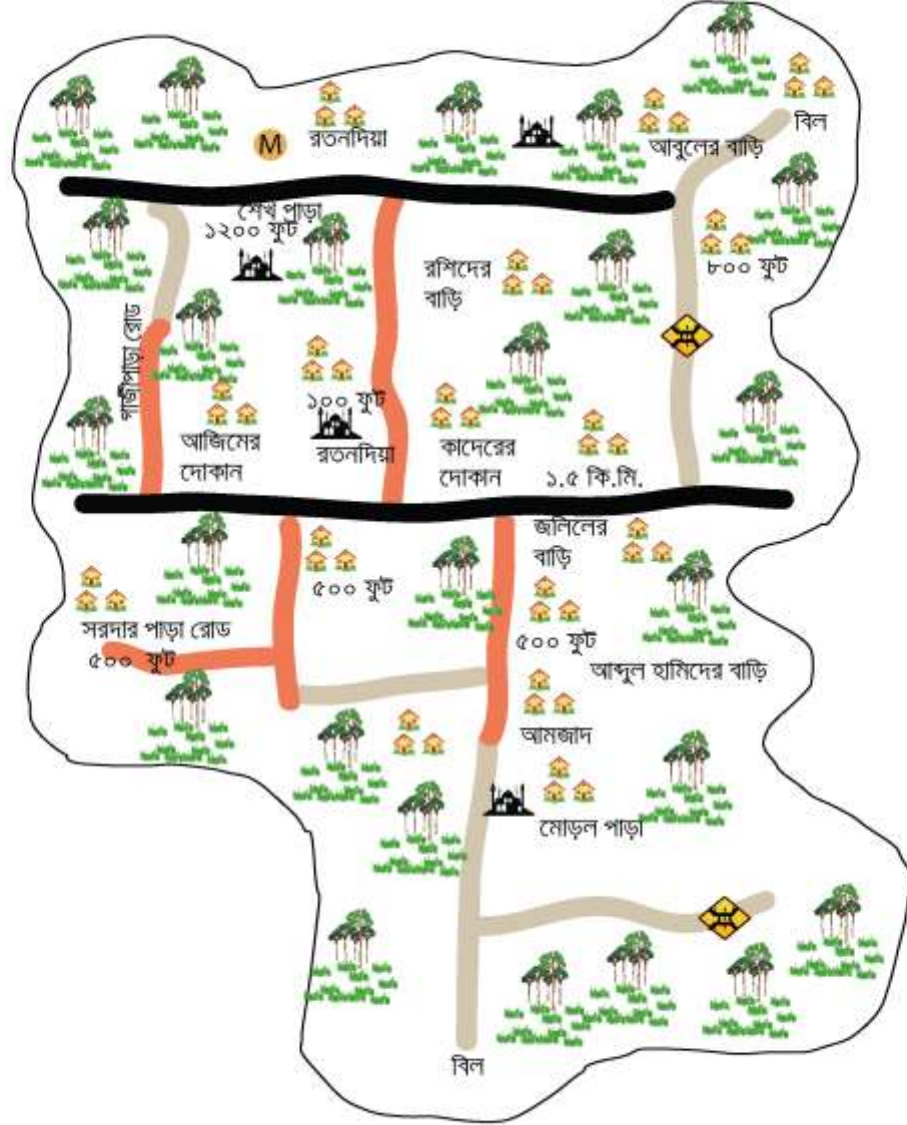 বিল
রতনদিয়া
M
আবুলের বাড়ি
শেখ পাড়া
১২০০ ফুট
৮০০ ফুট
রশিদের
বাড়ি
গাজীপাড়া রোড
১০০ ফুট
রতনদিয়া
আজিমের
দোকান
কাদেরের
দোকান
১.৫ কি.মি.
জলিলের
বাড়ি
৫০০ ফুট
সরদার পাড়া রোড
৫০০ ফুট
৫০০ ফুট
আব্দুল হামিদের বাড়ি
আমজাদ
মোড়ল পাড়া
বিল